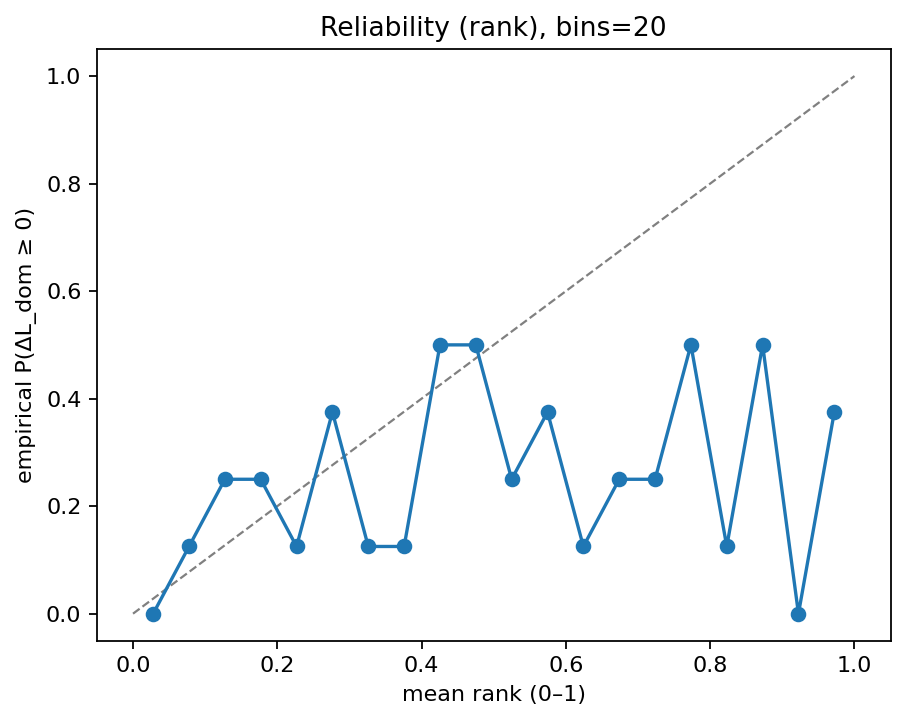 Reliability (rank), bins=20
empirical P(ΔL_dom ≥ 0)
1.0
0.8
0.6
0.4
0.2
0.0
0.0 0.2 0.4 0.6 0.8 1.0
mean rank (0–1)